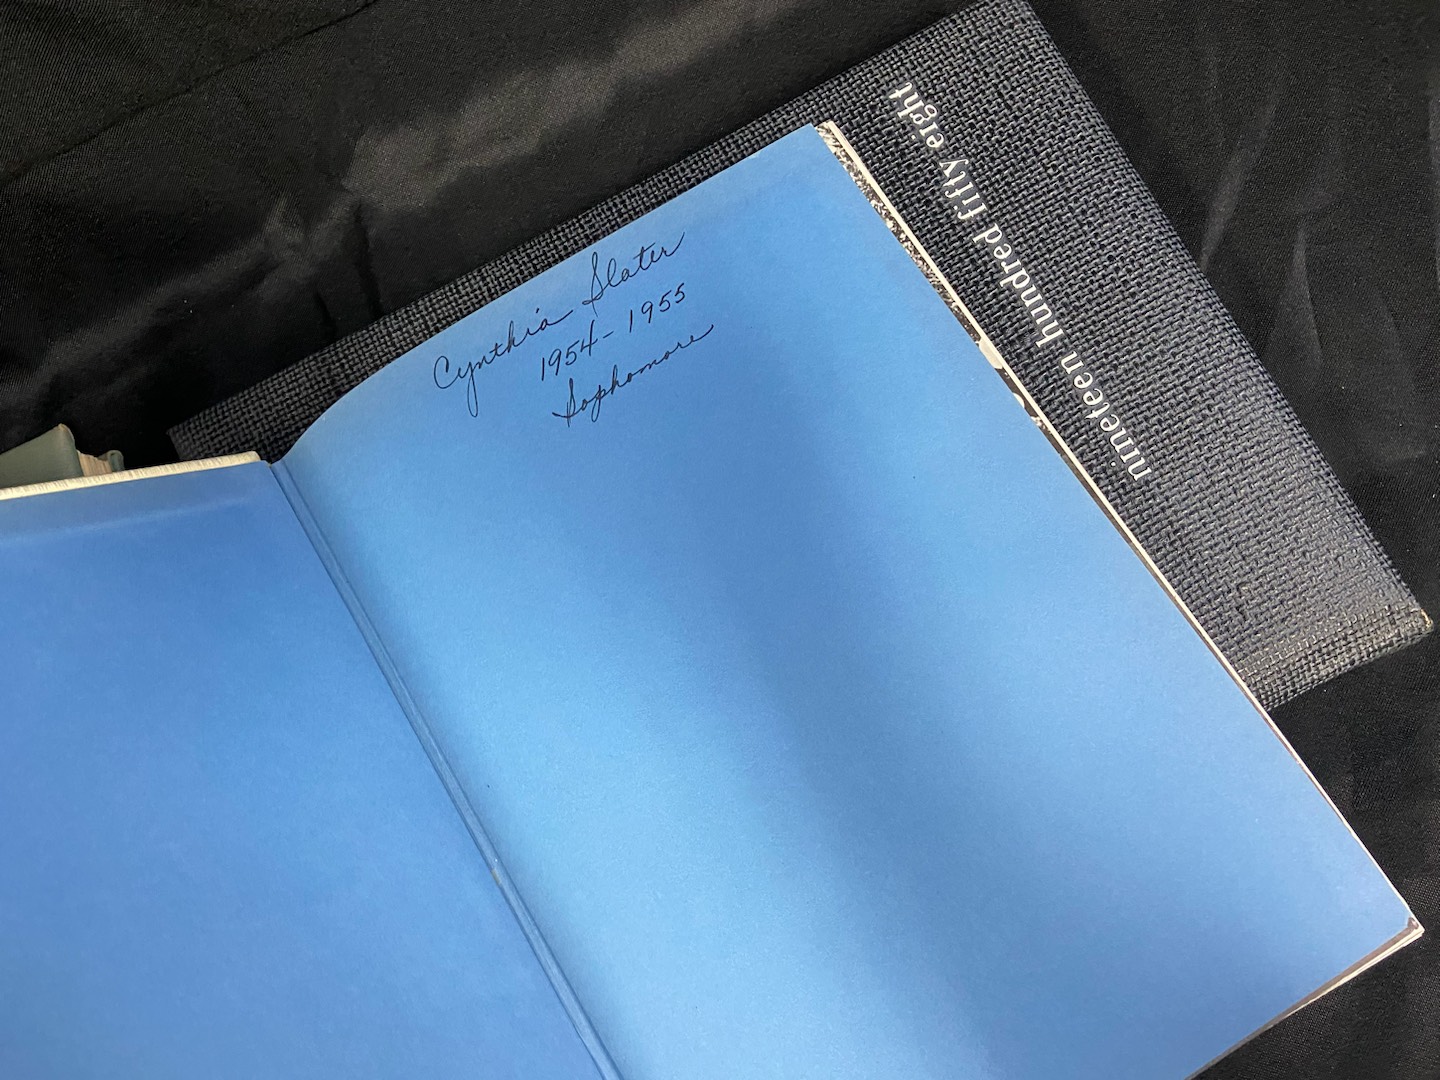 Cynthia Slater
1954-1955
Sophomore
nineteen hundred fifty eight